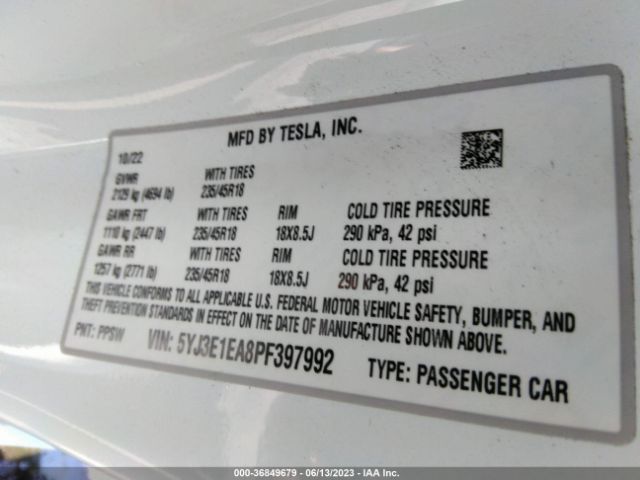 MFD BY TESLA, INC.
10/22
GVWR WITH TIRES
2129 kg (4694 lb) 235/45R18
GAWR FRT WITH TIRES RIM COLD TIRE PRESSURE
1110 kg (2447 lb) 235/45R18 18X8.5J 290 kPa, 42 psi
GAWR RR WITH TIRES RIM COLD TIRE PRESSURE
1257 kg (2771 lb) 235/45R18 18X8.5J 290 kPa, 42 psi
THIS VEHICLE CONFORMS TO ALL APPLICABLE U.S. FEDERAL MOTOR VEHICLE SAFETY, BUMPER, AND
THEFT PREVENTION STANDARDS IN EFFECT ON THE DATE OF MANUFACTURE SHOWN ABOVE.
PNT: PPSW VIN: 5YJ3E1EA8PF397992 TYPE: PASSENGER CAR
000-36849679 - 06/13/2023 - IAA Inc.